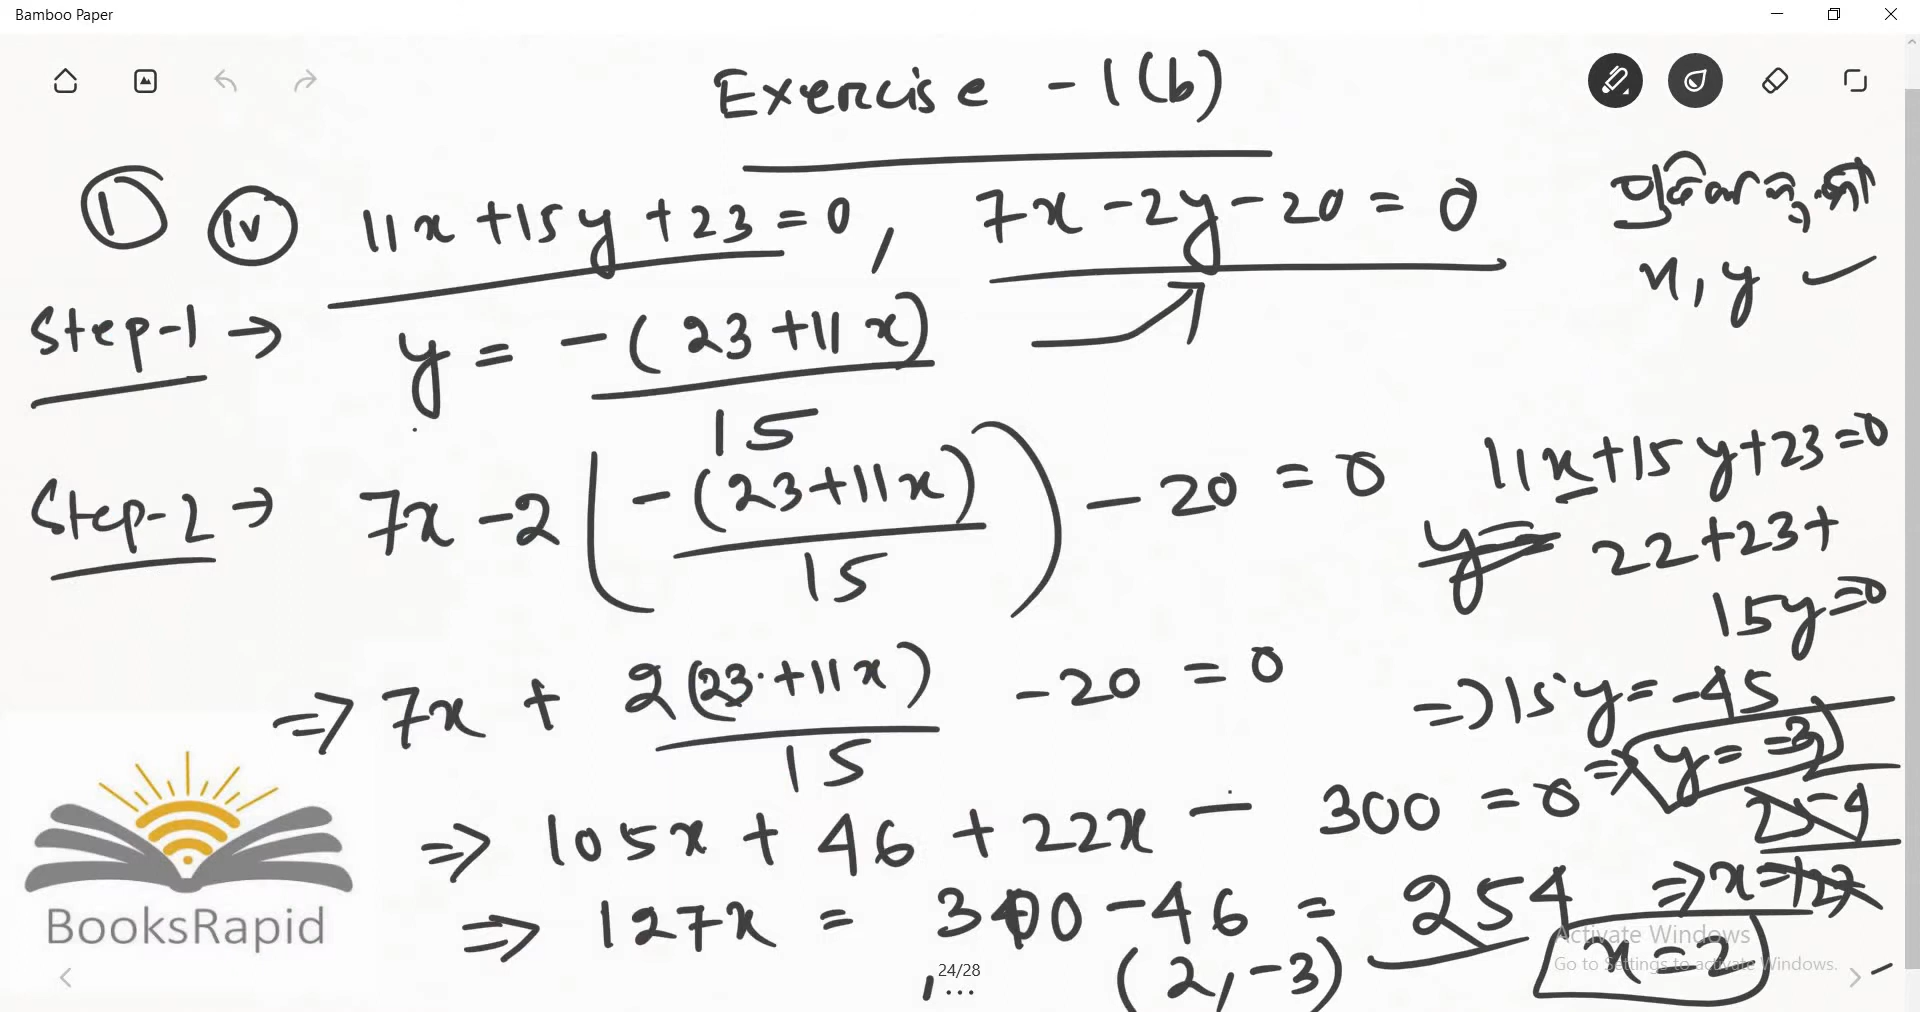 Bamboo Paper
Exercise - 1(b)
① (iv) 11x+15y+23=0, 7x-2y-20=0
x, y
Step-1 → y = -(23+11x)/15
Step-2 → 7x-2(-(23+11x)/15)-20=0
⇒ 7x + 2(23+11x)/15 -20 = 0
⇒ 105x + 46 + 22x - 300 = 0
⇒ 127x = 300 - 46 = 254
(2, -3)
11x+15y+23=0
y=
22+23+
15y=0
⇒ 15y=-45
⇒ y=-3
⇒ x=
x=2
BooksRapid
24/28
Activate Windows
Go to Settings to activate Windows.